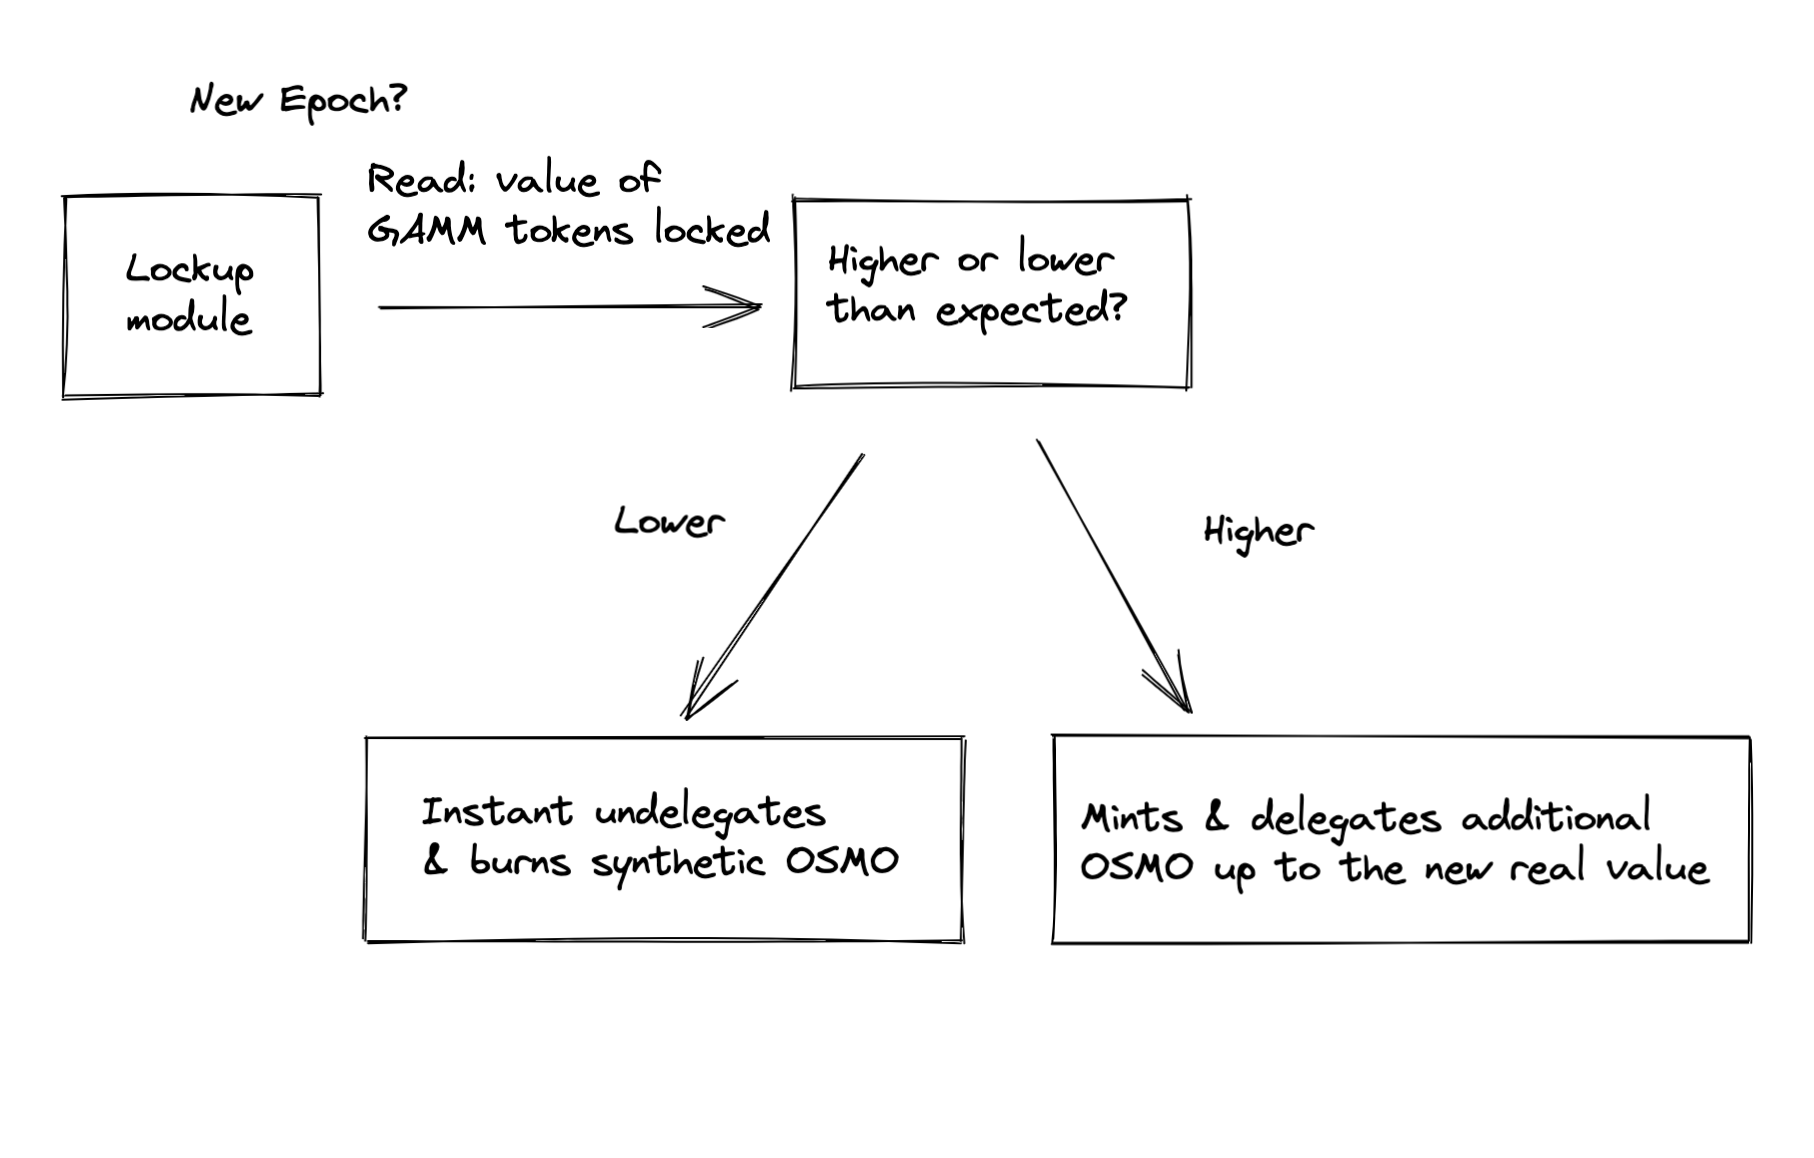 New Epoch?
Read: value of
GAMM tokens locked
Lockup
module
Higher or lower
than expected?
Lower
Higher
Instant undelegates
& burns synthetic OSMO
Mints & delegates additional
OSMO up to the new real value